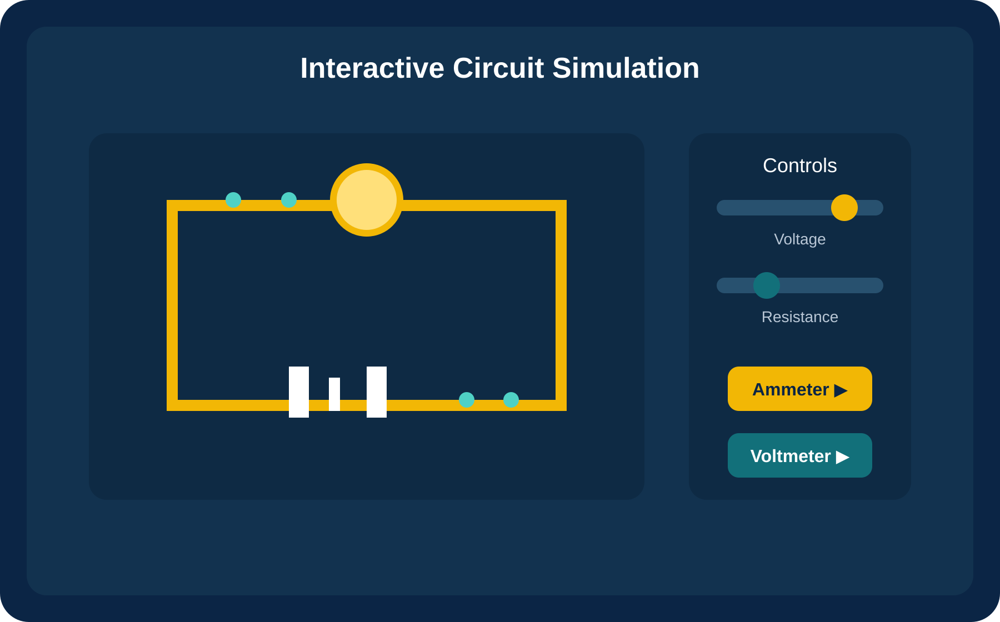 Interactive Circuit Simulation
Controls
Voltage
Resistance
Ammeter ▶
Voltmeter ▶